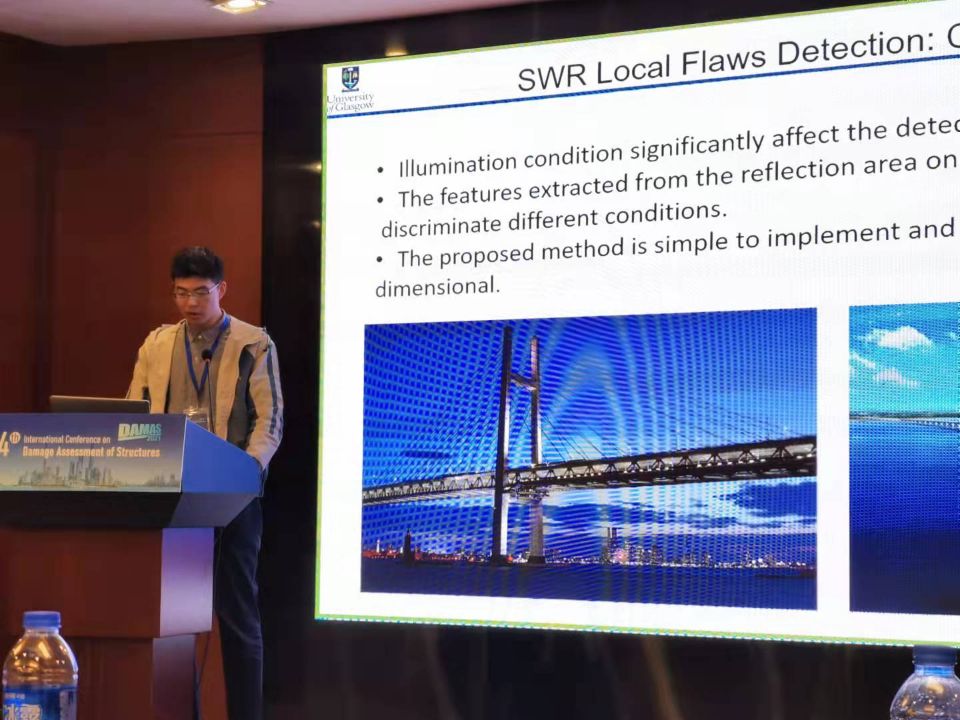 University
of Glasgow
SWR Local Flaws Detection:
• Illumination condition significantly affect the
• The features extracted from the reflection area on
discriminate different conditions.
• The proposed method is simple to implement and
dimensional.
4th International Conference on
Damage Assessment of Structures
DAMAS
2021